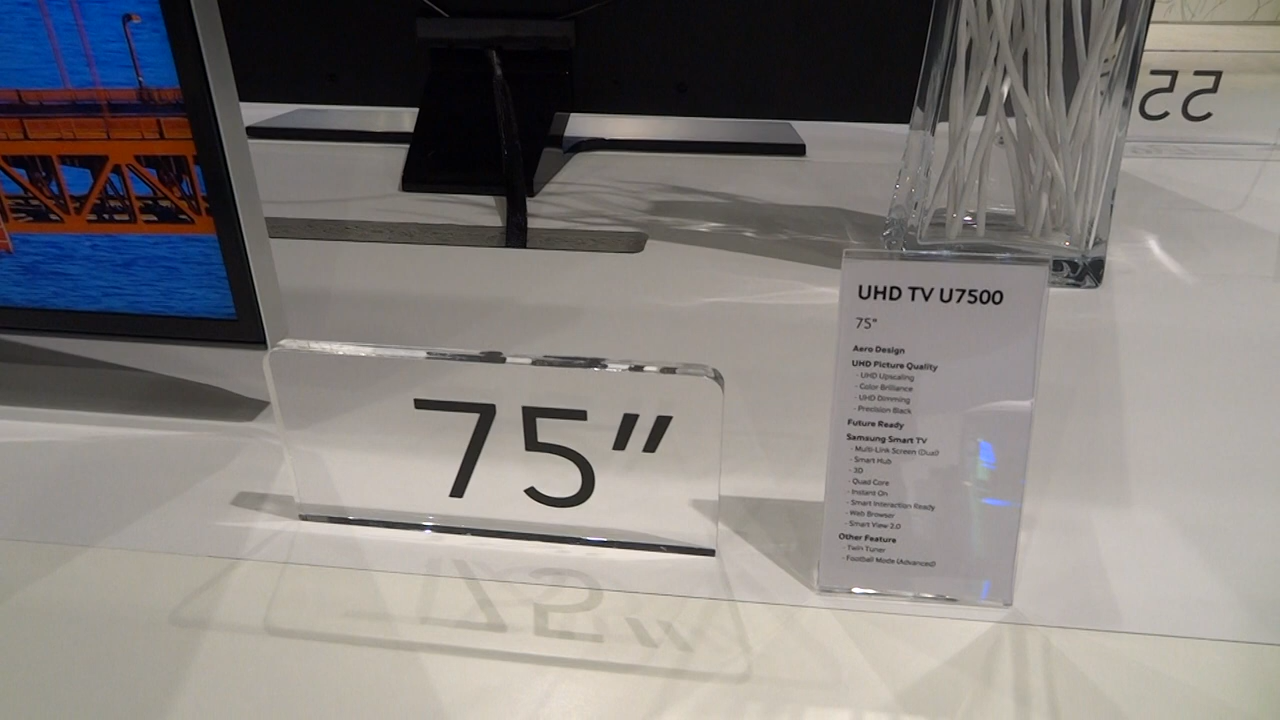 55
UHD TV U7500
75"
Aero Design
UHD Picture Quality
- UHD Upscaling
- Color Brilliance
- UHD Dimming
- Precision Black
Future Ready
Samsung Smart TV
- Multi-Link Screen (Dual)
- Smart Hub
- 3D
- Quad Core
- Instant On
- Smart Interaction Ready
- Web Browser
- Smart View 2.0
Other Feature
- Twin Tuner
- Football Mode (Advanced)
75"